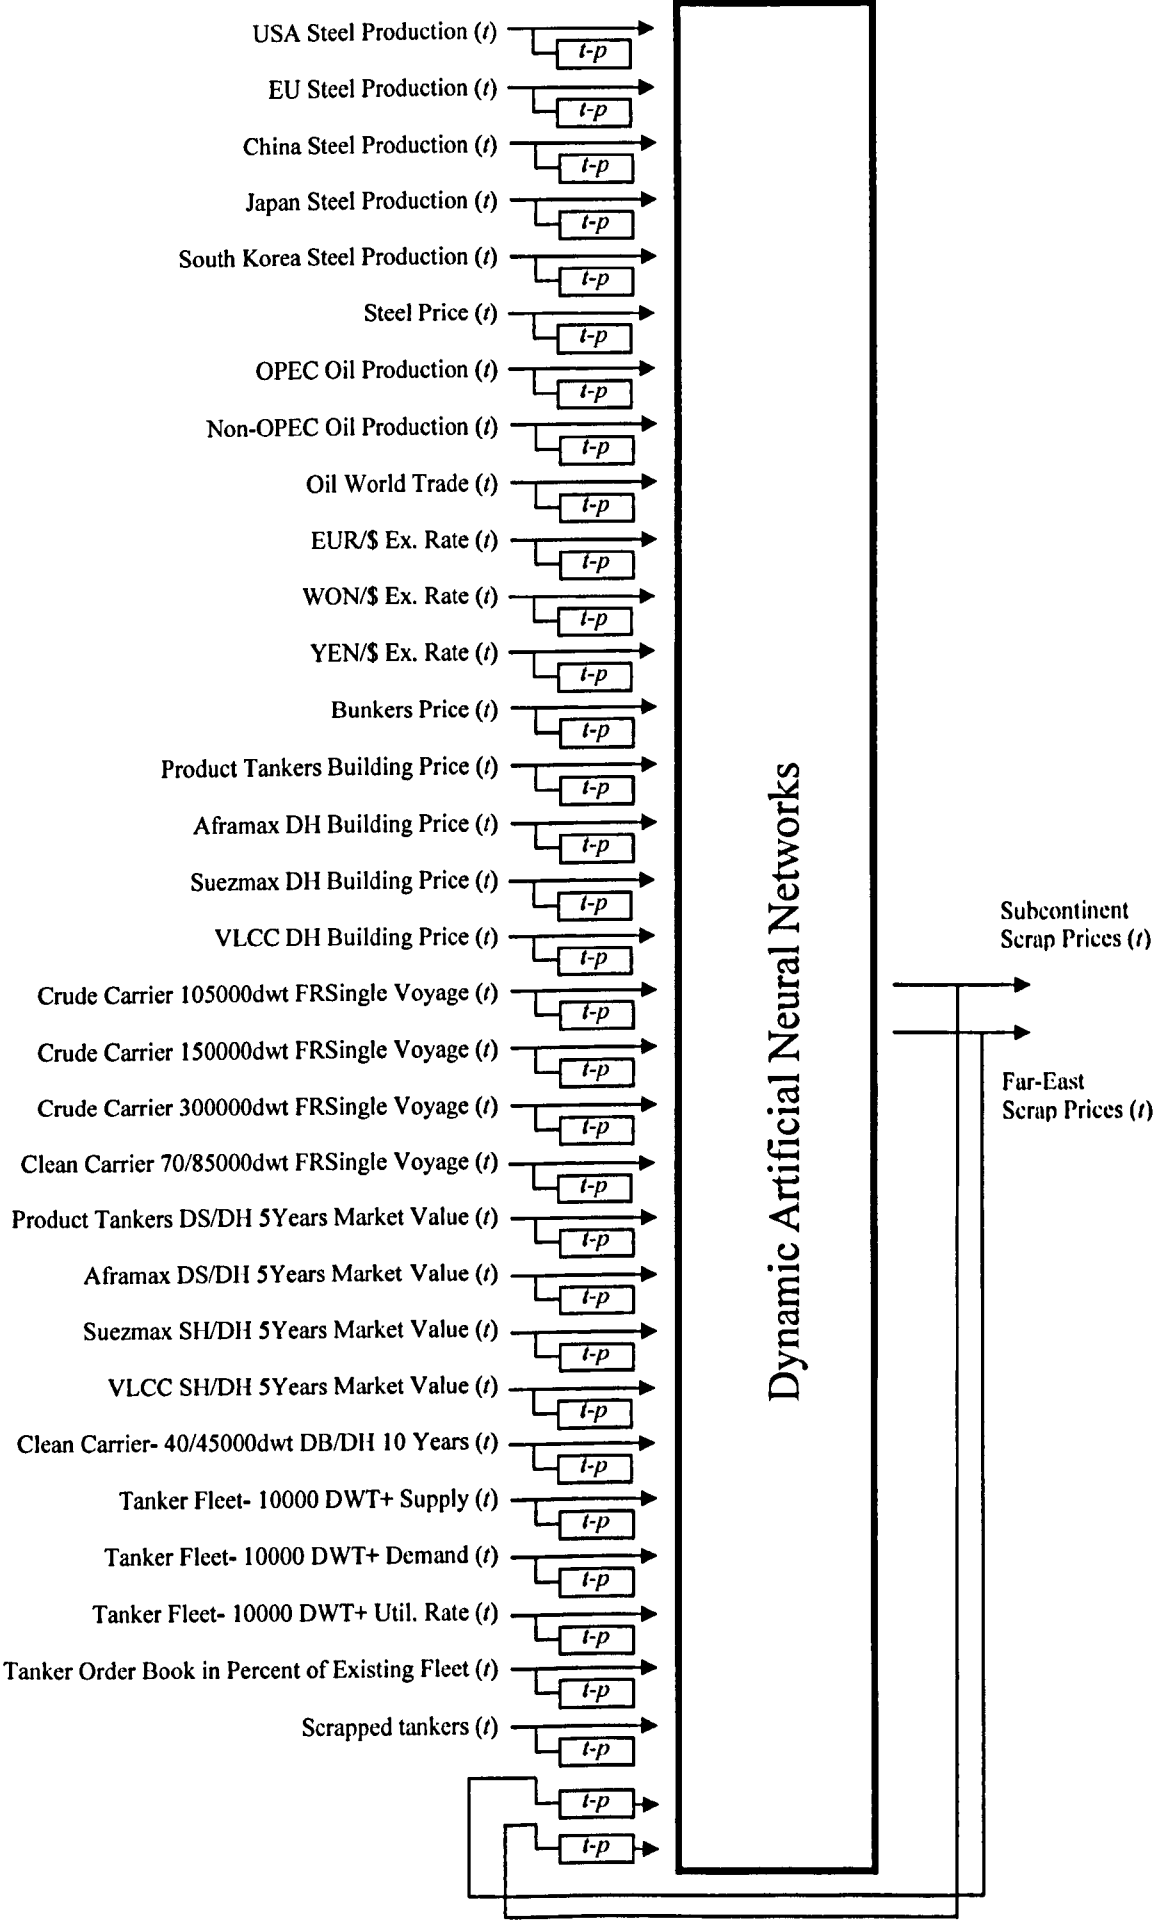 USA Steel Production (t)
t-p
EU Steel Production (t)
t-p
China Steel Production (t)
t-p
Japan Steel Production (t)
t-p
South Korea Steel Production (t)
t-p
Steel Price (t)
t-p
OPEC Oil Production (t)
t-p
Non-OPEC Oil Production (t)
t-p
Oil World Trade (t)
t-p
EUR/$ Ex. Rate (t)
t-p
WON/$ Ex. Rate (t)
t-p
YEN/$ Ex. Rate (t)
t-p
Bunkers Price (t)
t-p
Product Tankers Building Price (t)
t-p
Aframax DH Building Price (t)
t-p
Suezmax DH Building Price (t)
t-p
VLCC DH Building Price (t)
t-p
Crude Carrier 105000dwt FRSingle Voyage (t)
t-p
Crude Carrier 150000dwt FRSingle Voyage (t)
t-p
Crude Carrier 300000dwt FRSingle Voyage (t)
t-p
Clean Carrier 70/85000dwt FRSingle Voyage (t)
t-p
Product Tankers DS/DH 5Years Market Value (t)
t-p
Aframax DS/DH 5Years Market Value (t)
t-p
Suezmax SH/DH 5Years Market Value (t)
t-p
VLCC SH/DH 5Years Market Value (t)
t-p
Clean Carrier- 40/45000dwt DB/DH 10 Years (t)
t-p
Tanker Fleet- 10000 DWT+ Supply (t)
t-p
Tanker Fleet- 10000 DWT+ Demand (t)
t-p
Tanker Fleet- 10000 DWT+ Util. Rate (t)
t-p
Tanker Order Book in Percent of Existing Fleet (t)
t-p
Scrapped tankers (t)
t-p
t-p
t-p
Dynamic Artificial Neural Networks
Subcontinent
Scrap Prices (t)
Far-East
Scrap Prices (t)